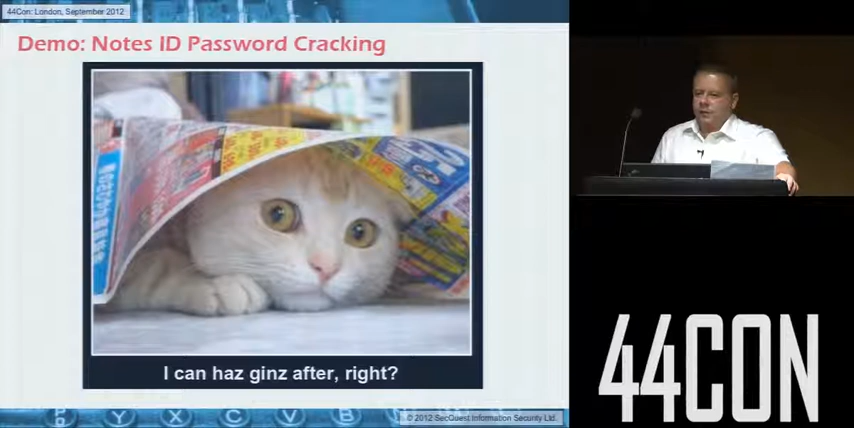 44Con: London, September 2012
Demo: Notes ID Password Cracking
I can haz ginz after, right?
Y X C V B
© 2012 SecQuest Information Security Ltd.
44CON